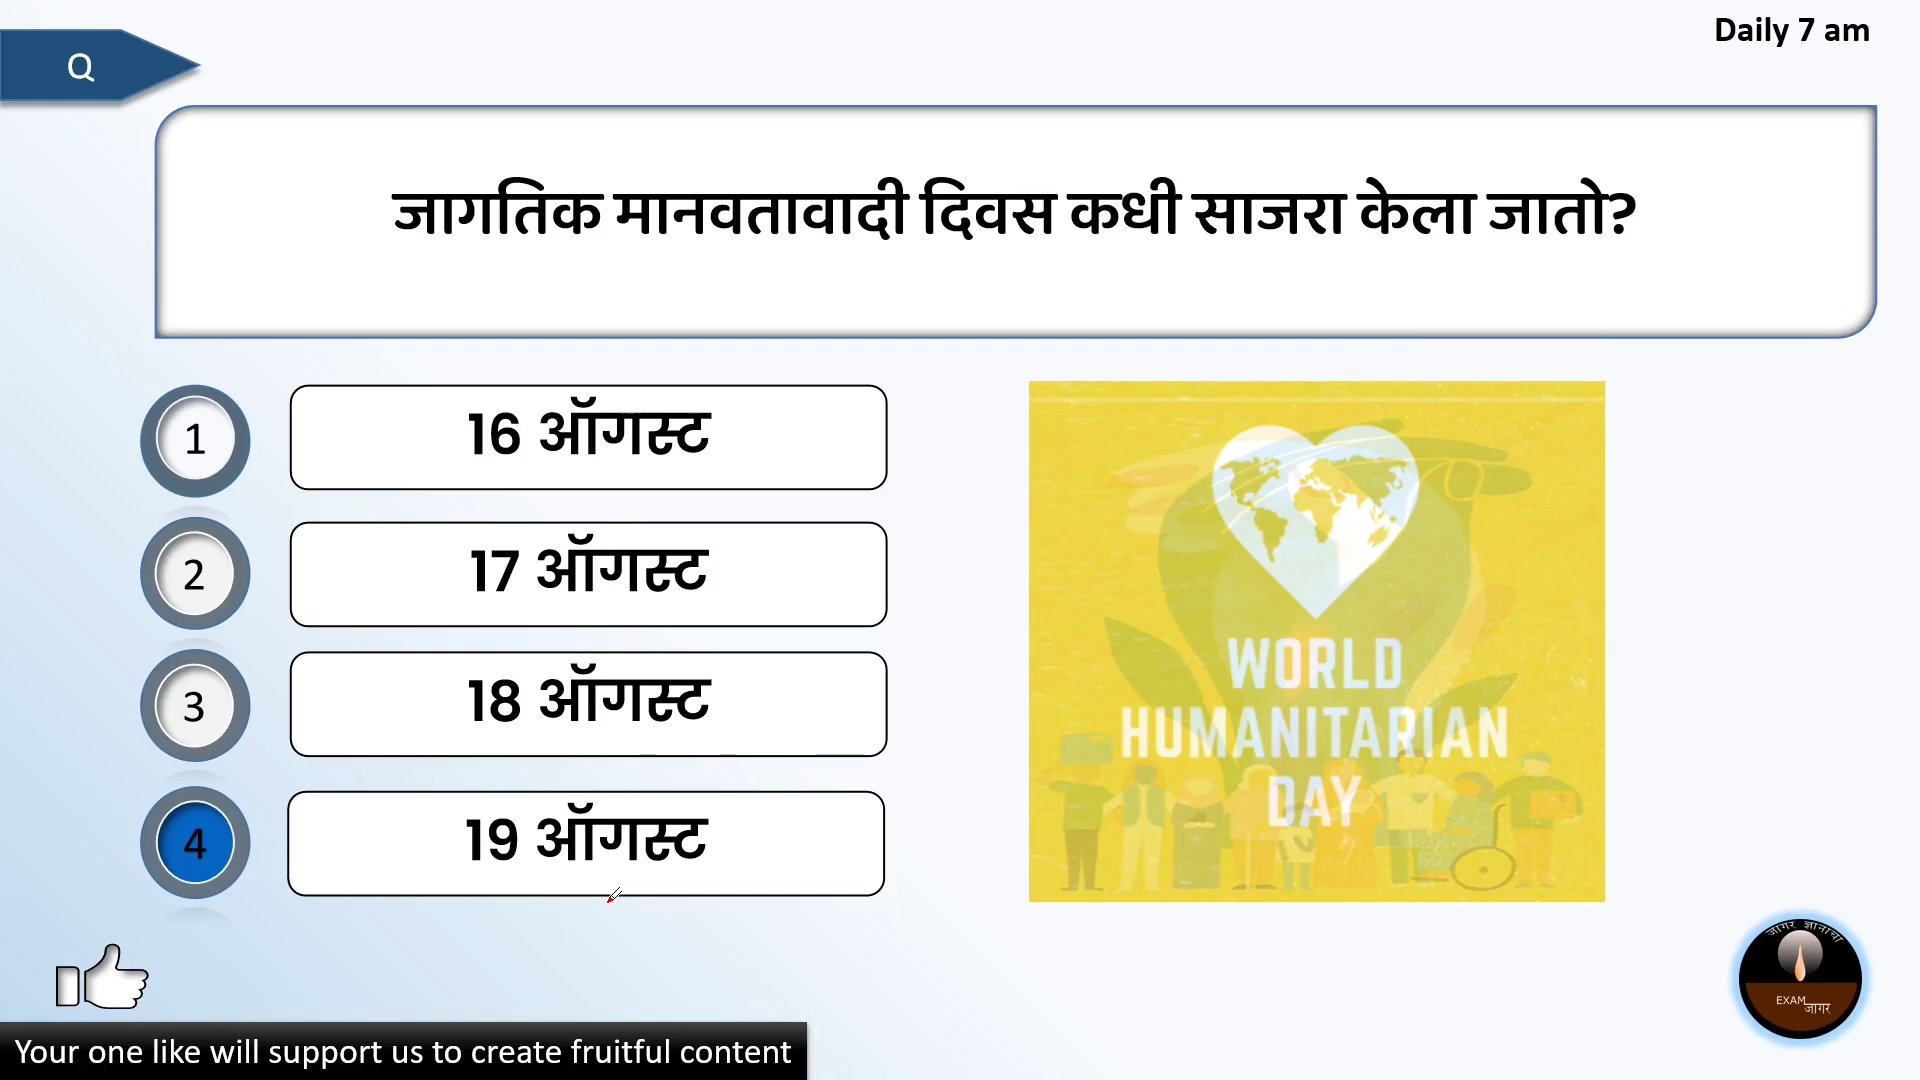 Daily 7 am
Q
जागतिक मानवतावादी दिवस कधी साजरा केला जातो?
1
16 ऑगस्ट
2
17 ऑगस्ट
3
18 ऑगस्ट
4
19 ऑगस्ट
WORLD
HUMANITARIAN
DAY
जागर ज्ञानाचा
EXAM
जागर
Your one like will support us to create fruitful content